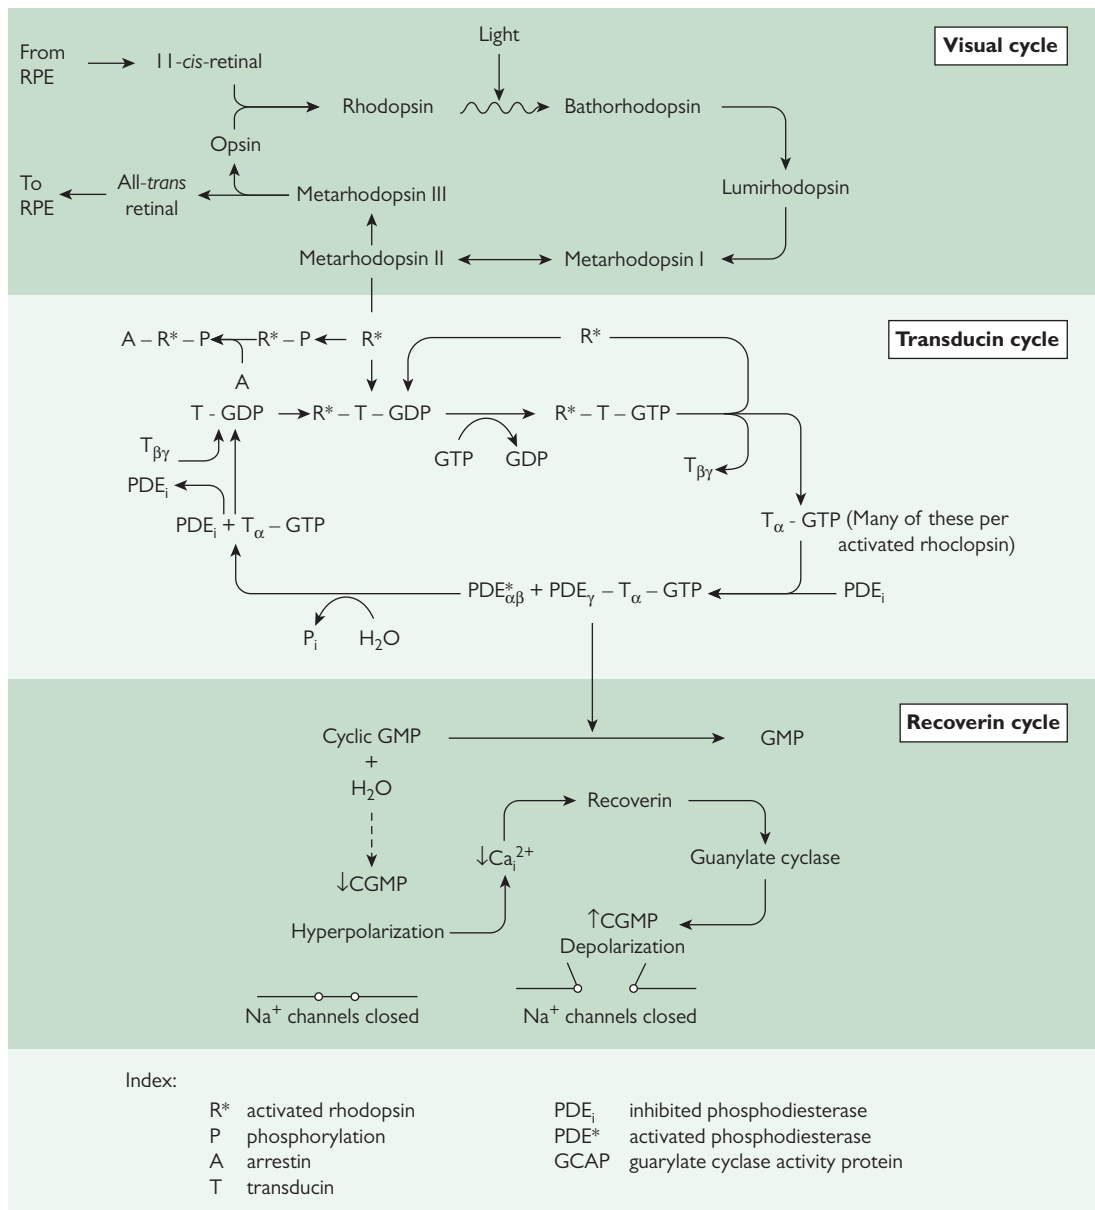 Visual cycle
Light
From
RPE
11-cis-retinal
Rhodopsin
Bathorhodopsin
Opsin
To
RPE
All-trans
retinal
Metarhodopsin III
Lumirhodopsin
Metarhodopsin II
Metarhodopsin I
Transducin cycle
A – R* – P
R* – P
R*
R*
A
T - GDP
R* – T – GDP
R* – T – GTP
Tβγ
GTP
GDP
Tβγ
PDEi
PDEi + Tα – GTP
Tα - GTP (Many of these per
activated rhoclopsin)
PDE*αβ + PDEγ – Tα – GTP
PDEi
Pi
H2O
Recoverin cycle
Cyclic GMP
+
H2O
GMP
Recoverin
↓Cai2+
Guanylate cyclase
↓CGMP
Hyperpolarization
↑CGMP
Depolarization
Na+ channels closed
Na+ channels closed
Index:
R* activated rhodopsin
P phosphorylation
A arrestin
T transducin
PDEi inhibited phosphodiesterase
PDE* activated phosphodiesterase
GCAP guarylate cyclase activity protein